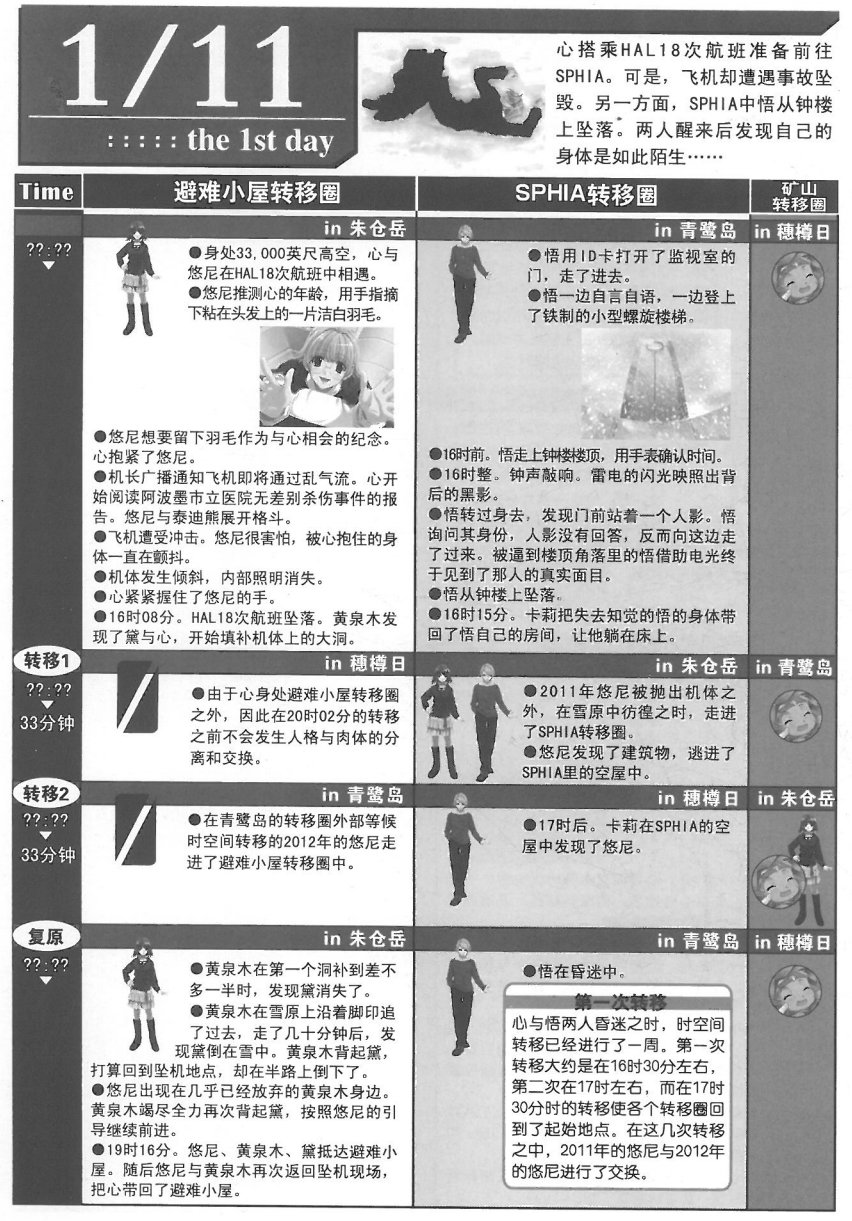 1/11
:::::the 1st day
心搭乘HAL18次航班准备前往
SPHIA。可是，飞机却遭遇事故坠
毁。另一方面，SPHIA中悟从钟楼
上坠落。两人醒来后发现自己的
身体是如此陌生……
Time
避难小屋转移圈
SPHIA转移圈
矿山
转移圈
in 朱仓岳
in 青鹭岛
in 穗樽日
??:??
●身处33,000英尺高空，心与
悠尼在HAL18次航班中相遇。
●悠尼推测心的年龄，用手指摘
下粘在头发上的一片洁白羽毛。
●悠尼想要留下羽毛作为与心相会的纪念。
心抱紧了悠尼。
●机长广播通知飞机即将通过乱气流。心开
始阅读阿波墨市立医院无差别杀伤事件的报
告。悠尼与泰迪熊展开格斗。
●飞机遭受冲击。悠尼很害怕，被心抱住的身
体一直在颤抖。
●机体发生倾斜，内部照明消失。
●心紧紧握住了悠尼的手。
●16时08分。HAL18次航班坠落。黄泉木发
现了黛与心，开始填补机体上的大洞。
●悟用ID卡打开了监视室的
门，走了进去。
●悟一边自言自语，一边登上
了铁制的小型螺旋楼梯。
●16时前。悟走上钟楼楼顶，用手表确认时间。
●16时整。钟声敲响。雷电的闪光映照出背
后的黑影。
●悟转过身去，发现门前站着一个人影。悟
询问其身份，人影没有回答，反而向这边走
了过来。被逼到楼顶角落里的悟借助电光终
于见到了那人的真实面目。
●悟从钟楼上坠落。
●16时15分。卡莉把失去知觉的悟的身体带
回了悟自己的房间，让他躺在床上。
转移1
in 穗樽日
in 朱仓岳
in 青鹭岛
??:??
33分钟
●由于心身处避难小屋转移圈
之外，因此在20时02分的转移
之前不会发生人格与肉体的分
离和交换。
●2011年悠尼被抛出机体之
外，在雪原中彷徨之时，走进
了SPHIA转移圈。
●悠尼发现了建筑物，逃进了
SPHIA里的空屋中。
转移2
in 青鹭岛
in 穗樽日
in 朱仓岳
??:??
33分钟
●在青鹭岛的转移圈外部等候
时空间转移的2012年的悠尼走
进了避难小屋转移圈中。
●17时后。卡莉在SPHIA的空
屋中发现了悠尼。
复原
in 朱仓岳
in 青鹭岛
in 穗樽日
??:??
●黄泉木在第一个洞补到差不
多一半时，发现黛消失了。
●黄泉木在雪原上沿着脚印追
了过去，走了几十分钟后，发
现黛倒在雪中。黄泉木背起黛，
打算回到坠机地点，却在半路上倒下了。
●悠尼出现在几乎已经放弃的黄泉木身边。
黄泉木竭尽全力再次背起黛，按照悠尼的引
导继续前进。
●19时16分。悠尼、黄泉木、黛抵达避难小
屋。随后悠尼与黄泉木再次返回坠机现场，
把心带回了避难小屋。
●悟在昏迷中。
第一次转移
心与悟两人昏迷之时，时空间
转移已经进行了一周。第一次
转移大约是在16时30分左右，
第二次在17时左右，而在17时
30分时的转移使各个转移圈回
到了起始地点。在这几次转移
之中，2011年的悠尼与2012年
的悠尼进行了交换。